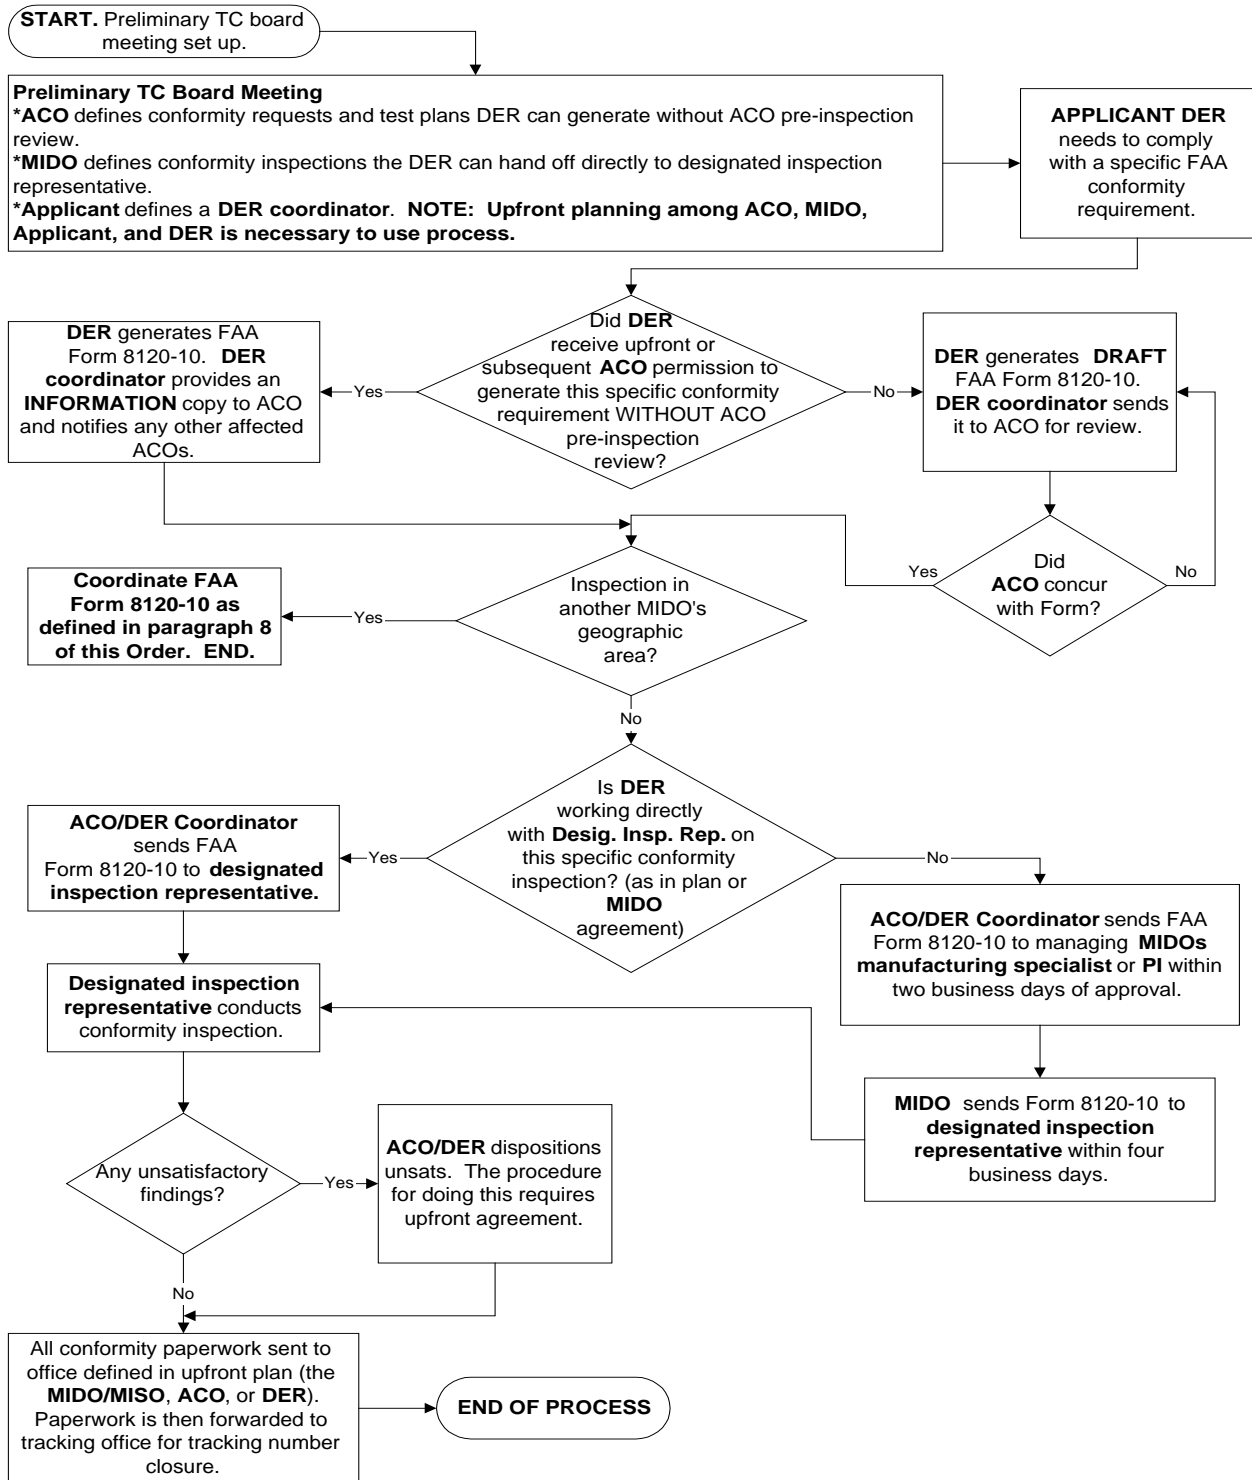 START. Preliminary TC board
meeting set up.
Preliminary TC Board Meeting
*ACO defines conformity requests and test plans DER can generate without ACO pre-inspection
review.
*MIDO defines conformity inspections the DER can hand off directly to designated inspection
representative.
*Applicant defines a DER coordinator. NOTE: Upfront planning among ACO, MIDO,
Applicant, and DER is necessary to use process.
APPLICANT DER
needs to comply
with a specific FAA
conformity
requirement.
Did DER
receive upfront or
subsequent ACO permission to
generate this specific conformity
requirement WITHOUT ACO
pre-inspection
review?
Yes
No
DER generates FAA
Form 8120-10. DER
coordinator provides an
INFORMATION copy to ACO
and notifies any other affected
ACOs.
DER generates DRAFT
FAA Form 8120-10.
DER coordinator sends
it to ACO for review.
Did
ACO concur
with Form?
Yes
No
Inspection in
another MIDO's
geographic
area?
Yes
No
Coordinate FAA
Form 8120-10 as
defined in paragraph 8
of this Order. END.
Is DER
working directly
with Desig. Insp. Rep. on
this specific conformity
inspection? (as in plan or
MIDO
agreement)
Yes
No
ACO/DER Coordinator
sends FAA
Form 8120-10 to designated
inspection representative.
ACO/DER Coordinator sends FAA
Form 8120-10 to managing MIDOs
manufacturing specialist or PI within
two business days of approval.
Designated inspection
representative conducts
conformity inspection.
MIDO sends Form 8120-10 to
designated inspection
representative within four
business days.
Any unsatisfactory
findings?
Yes
No
ACO/DER dispositions
unsats. The procedure
for doing this requires
upfront agreement.
All conformity paperwork sent to
office defined in upfront plan (the
MIDO/MISO, ACO, or DER).
Paperwork is then forwarded to
tracking office for tracking number
closure.
END OF PROCESS